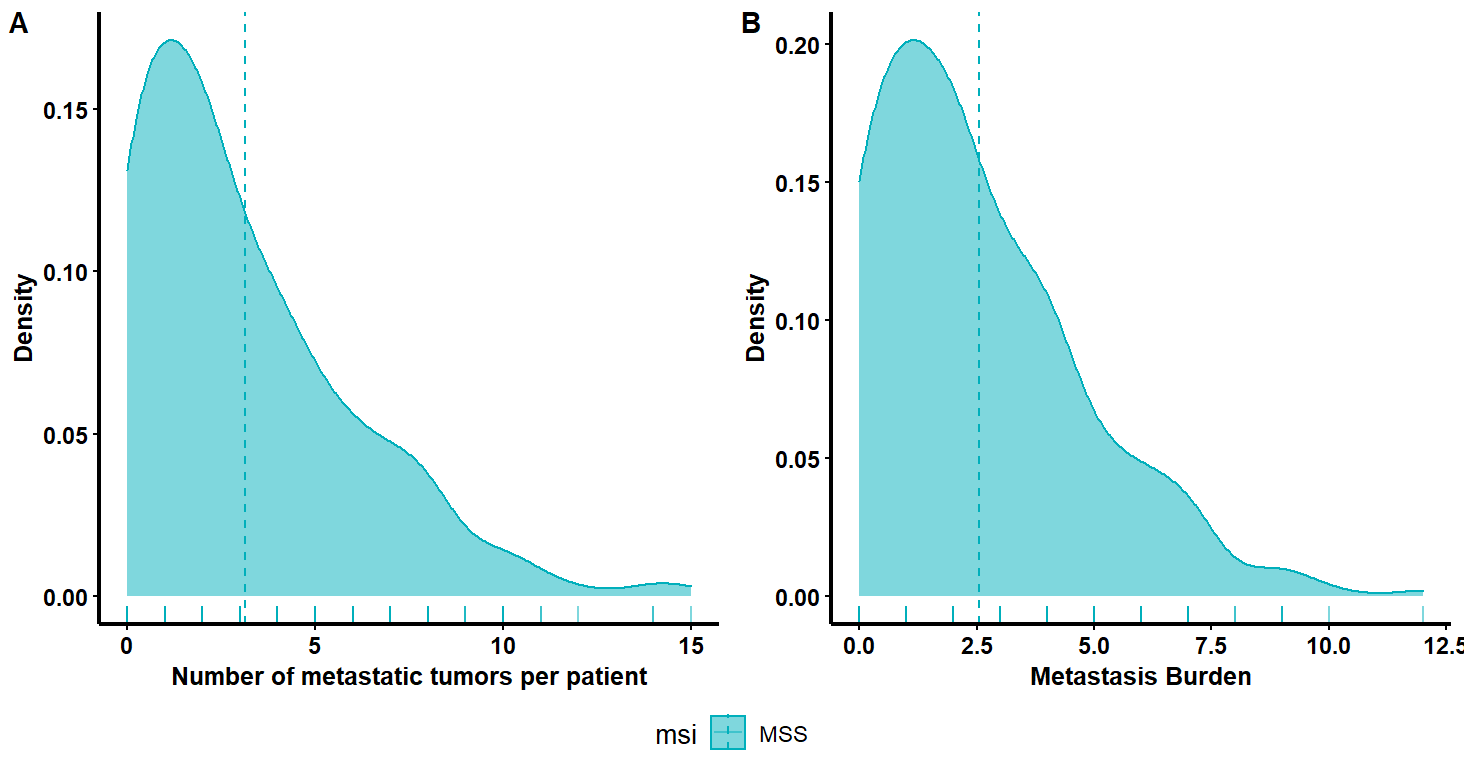 A
Density
0.15
0.10
0.05
0.00
0 5 10 15
Number of metastatic tumors per patient
B
Density
0.20
0.15
0.10
0.05
0.00
0.0 2.5 5.0 7.5 10.0 12.5
Metastasis Burden
msi MSS